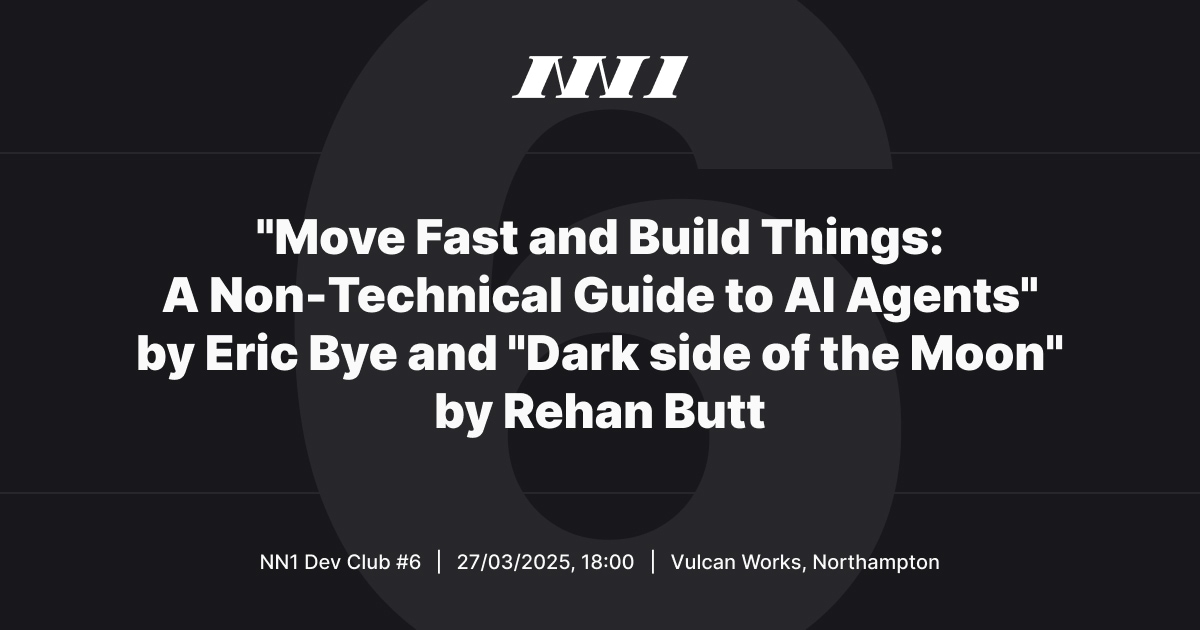 NN1
"Move Fast and Build Things:
A Non-Technical Guide to AI Agents"
by Eric Bye and "Dark side of the Moon"
by Rehan Butt
NN1 Dev Club #6 | 27/03/2025, 18:00 | Vulcan Works, Northampton
6